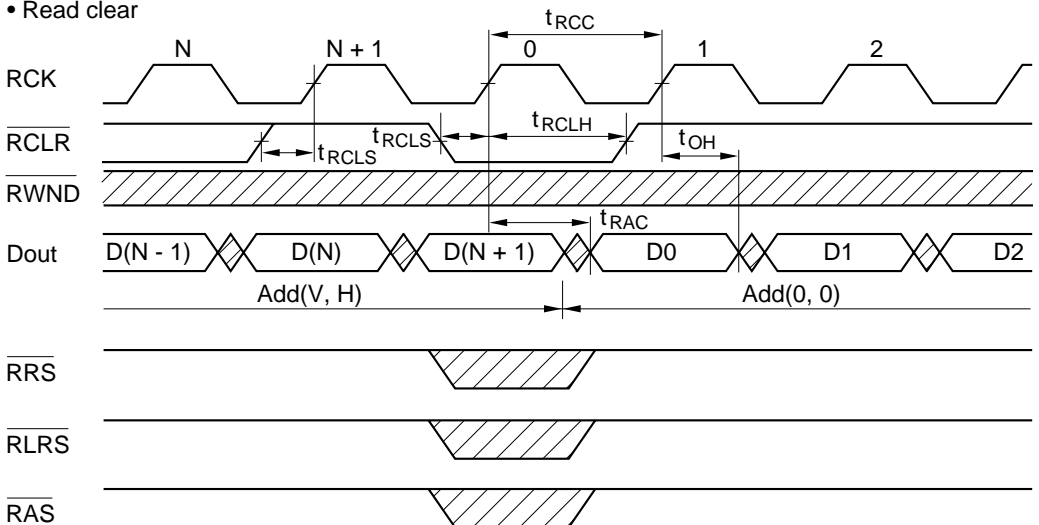 • Read clear
tRCC
N N + 1 0 1 2
RCK
RCLR
tRCLS tRCLS tRCLH tOH
RWND
tRAC
Dout D(N - 1) D(N) D(N + 1) D0 D1 D2
Add(V, H) Add(0, 0)
RRS
RLRS
RAS